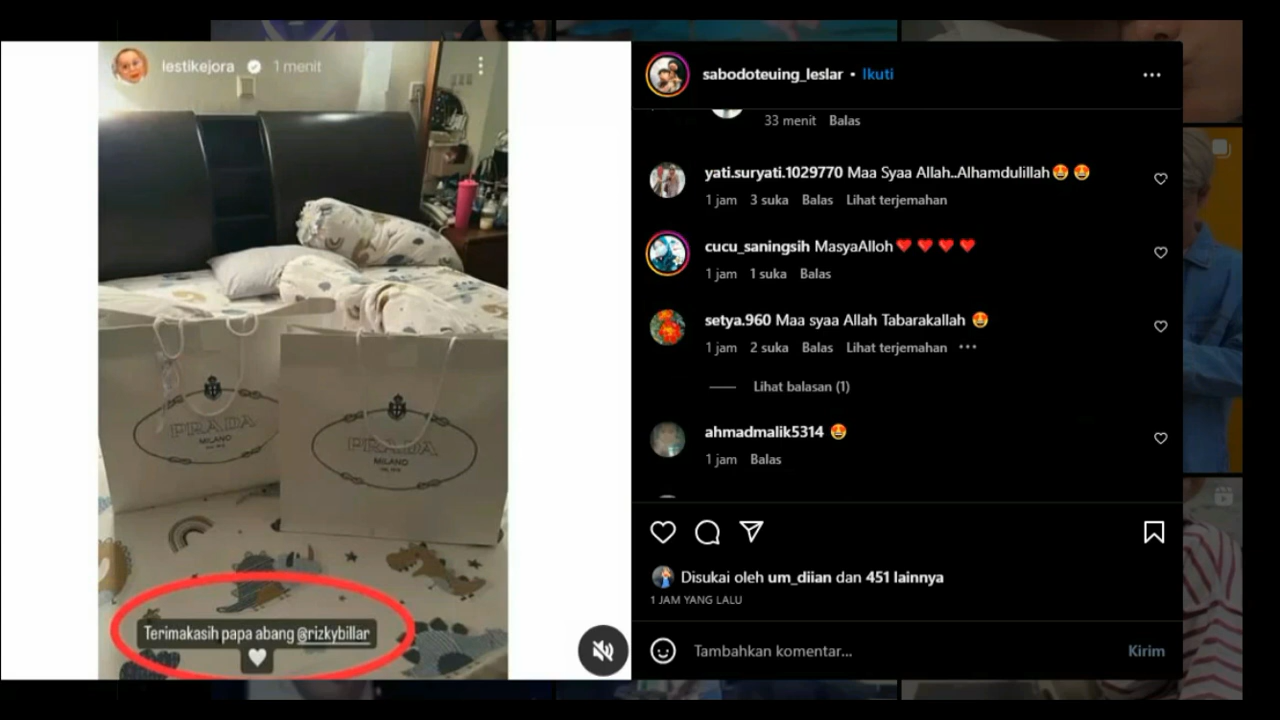 lestikejora 1 menit
PRADA
MILANO
PRADA
MILANO
Terimakasih papa abang @rizkybillar
sabodoteuing_leslar • Ikuti
33 menit Balas
yati.suryati.1029770 Maa Syaa Allah..Alhamdulillah😍 😍
1 jam 3 suka Balas Lihat terjemahan
cucu_saningsih MasyaAlloh❤️ ❤️ ❤️ ❤️
1 jam 1 suka Balas
setya.960 Maa syaa Allah Tabarakallah 😍
1 jam 2 suka Balas Lihat terjemahan
Lihat balasan (1)
ahmadmalik5314 😍
1 jam Balas
Disukai oleh um_diian dan 451 lainnya
1 JAM YANG LALU
Tambahkan komentar...
Kirim